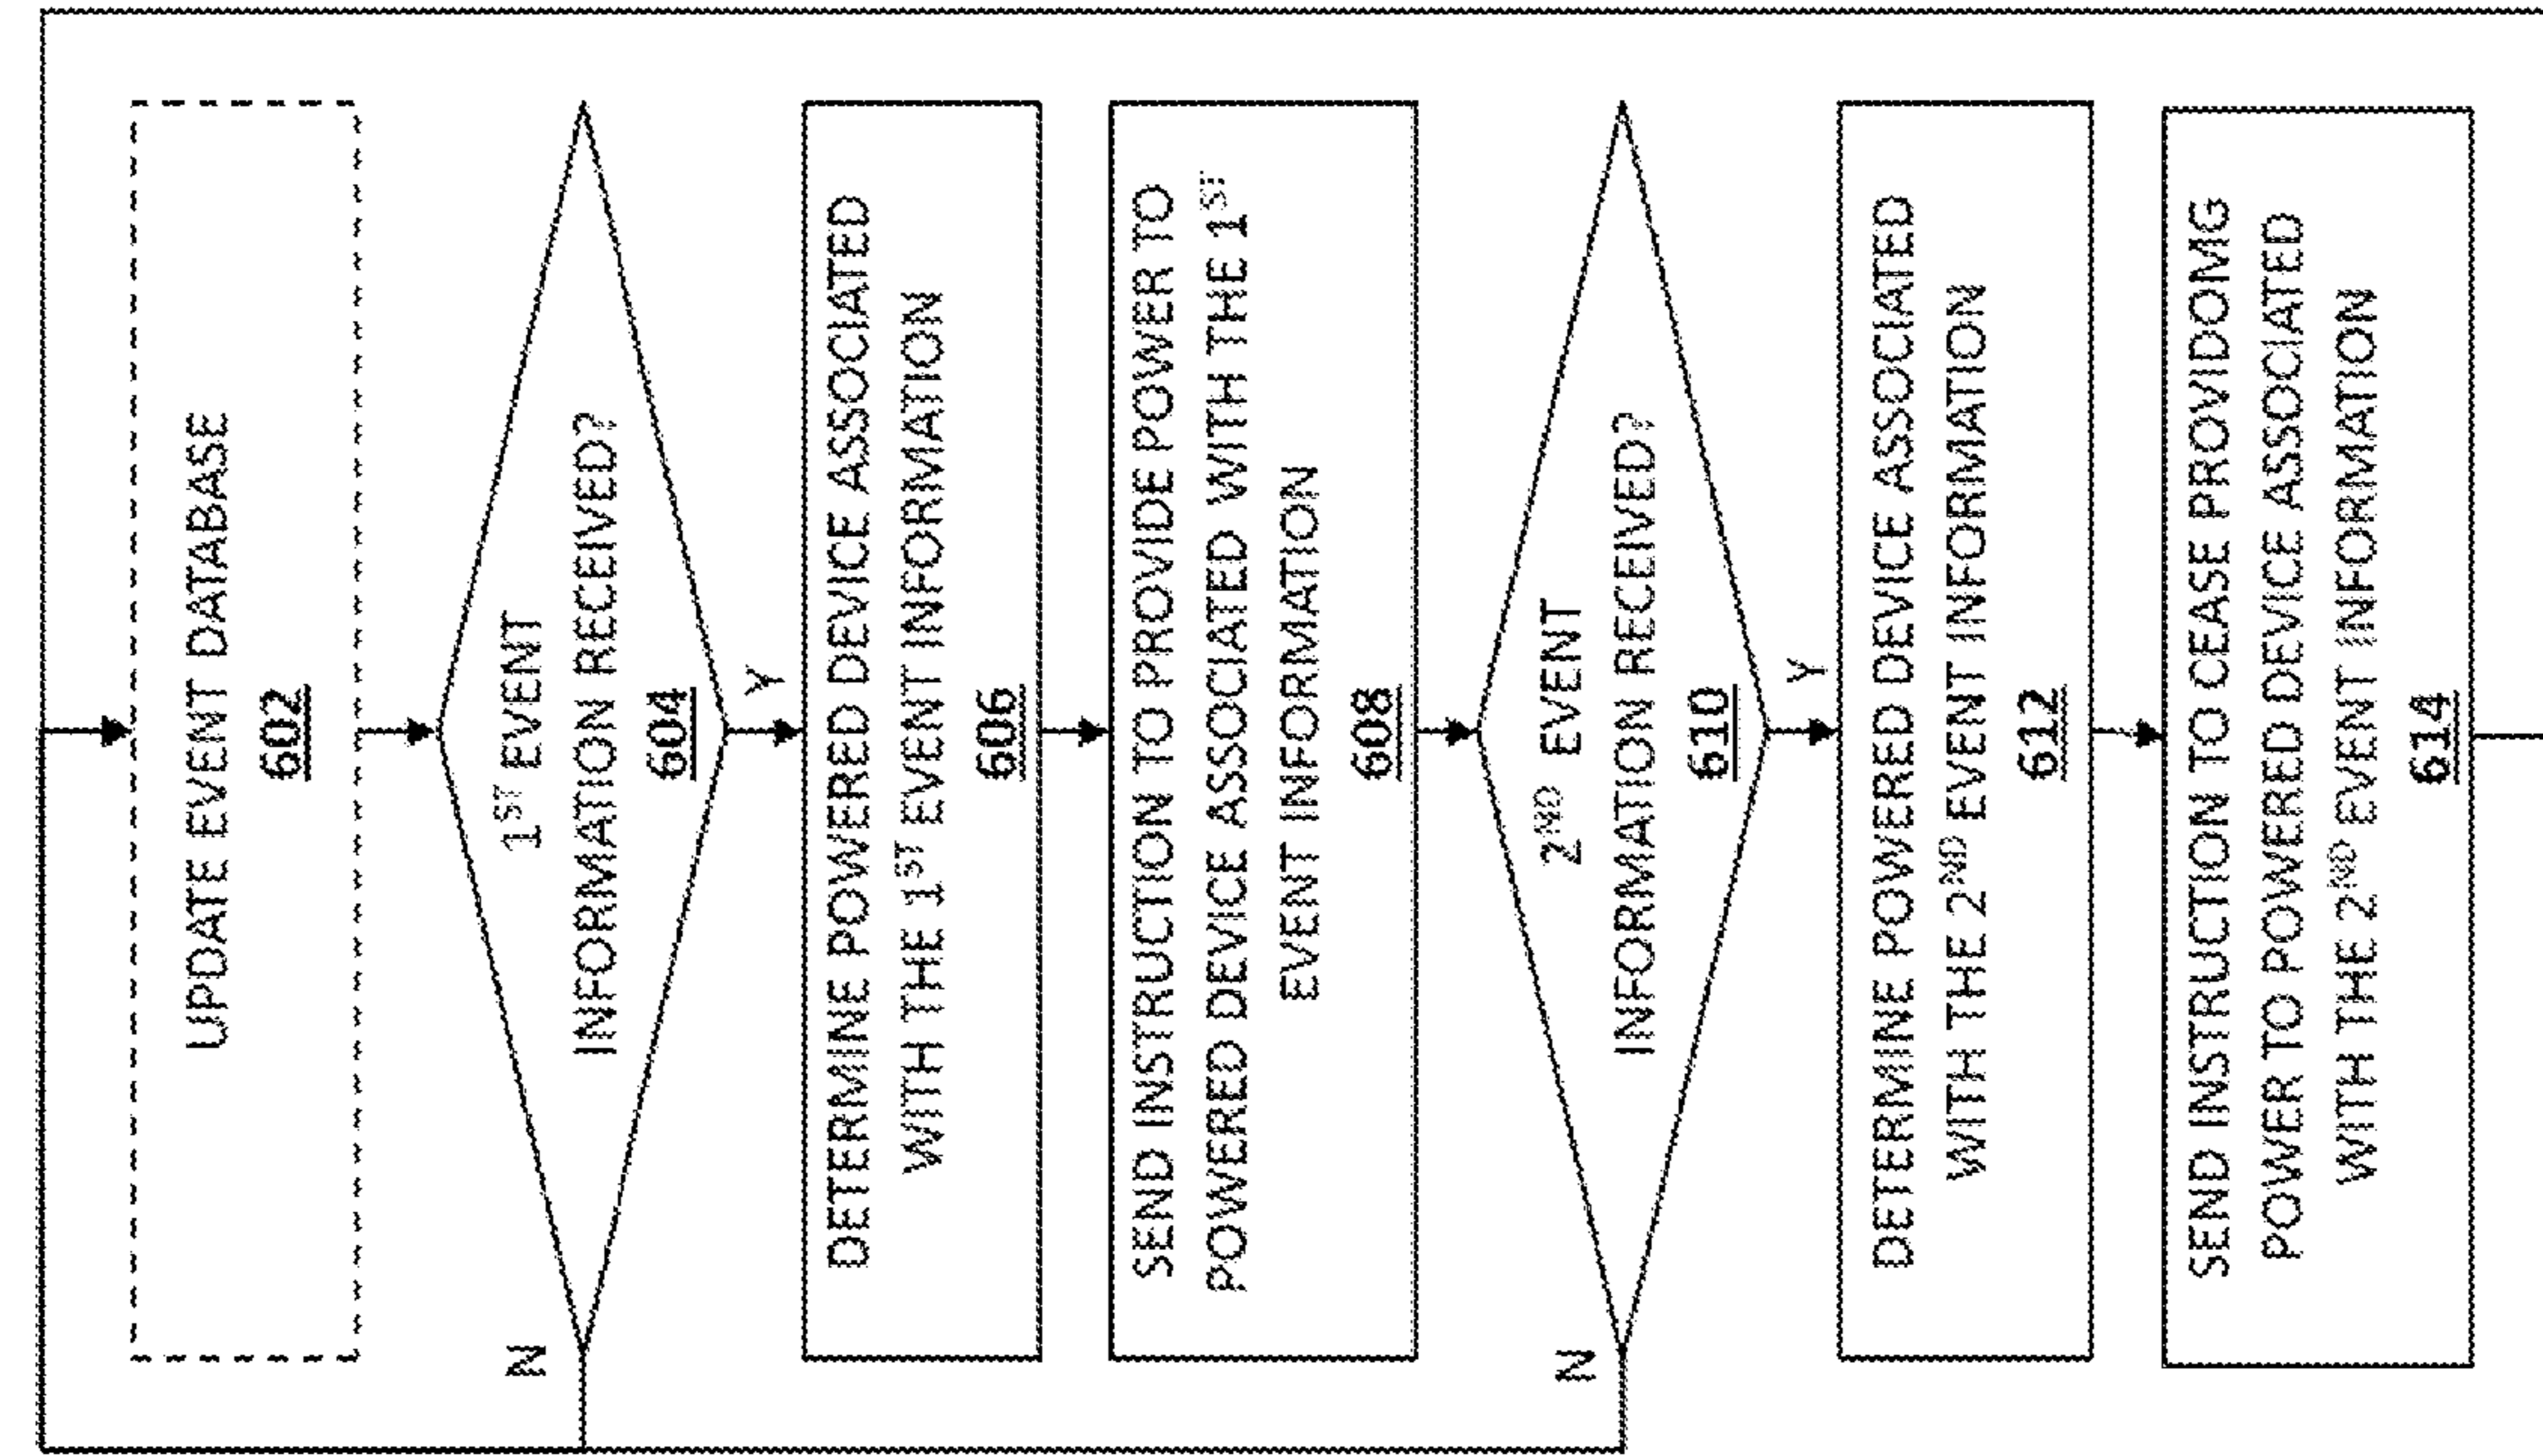 UPDATE EVENT DATABASE
602
1ST EVENT
INFORMATION RECEIVED?
604
N
Y
DETERMINE POWERED DEVICE ASSOCIATED
WITH THE 1ST EVENT INFORMATION
606
SEND INSTRUCTION TO PROVIDE POWER TO
POWERED DEVICE ASSOCIATED WITH THE 1ST
EVENT INFORMATION
608
2ND EVENT
INFORMATION RECEIVED?
610
N
Y
DETERMINE POWERED DEVICE ASSOCIATED
WITH THE 2ND EVENT INFORMATION
612
SEND INSTRUCTION TO CEASE PROVIDOMG
POWER TO POWERED DEVICE ASSOCIATED
WITH THE 2ND EVENT INFORMATION
614